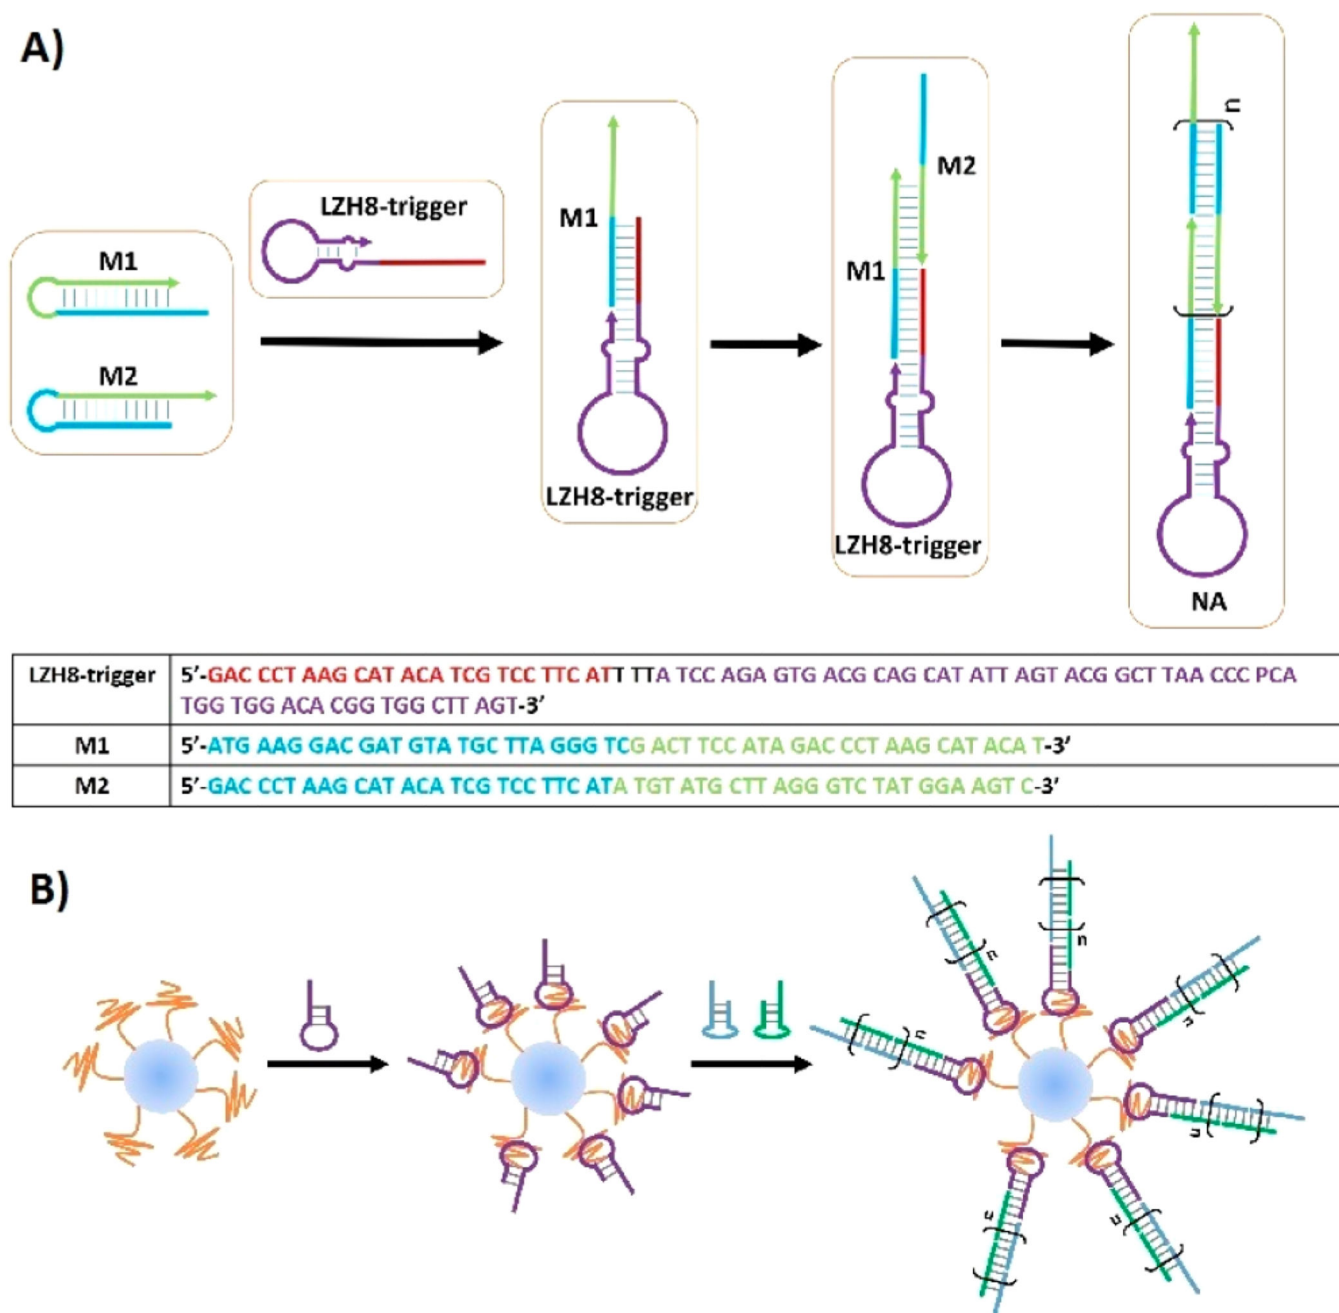 A)
LZH8-trigger
M1
M2
M1
LZH8-trigger
M2
M1
LZH8-trigger
n
NA
LZH8-trigger 5’-GAC CCT AAG CAT ACA TCG TCC TTC ATT TTA TCC AGA GTG ACG CAG CAT ATT AGT ACG GCT TAA CCC PCA
TGG TGG ACA CGG TGG CTT AGT-3’
M1 5’-ATG AAG GAC GAT GTA TGC TTA GGG TCG ACT TCC ATA GAC CCT AAG CAT ACA T-3’
M2 5’-GAC CCT AAG CAT ACA TCG TCC TTC ATA TGT ATG CTT AGG GTC TAT GGA AGT C-3’
B)
n
n
n
n
n
n
n